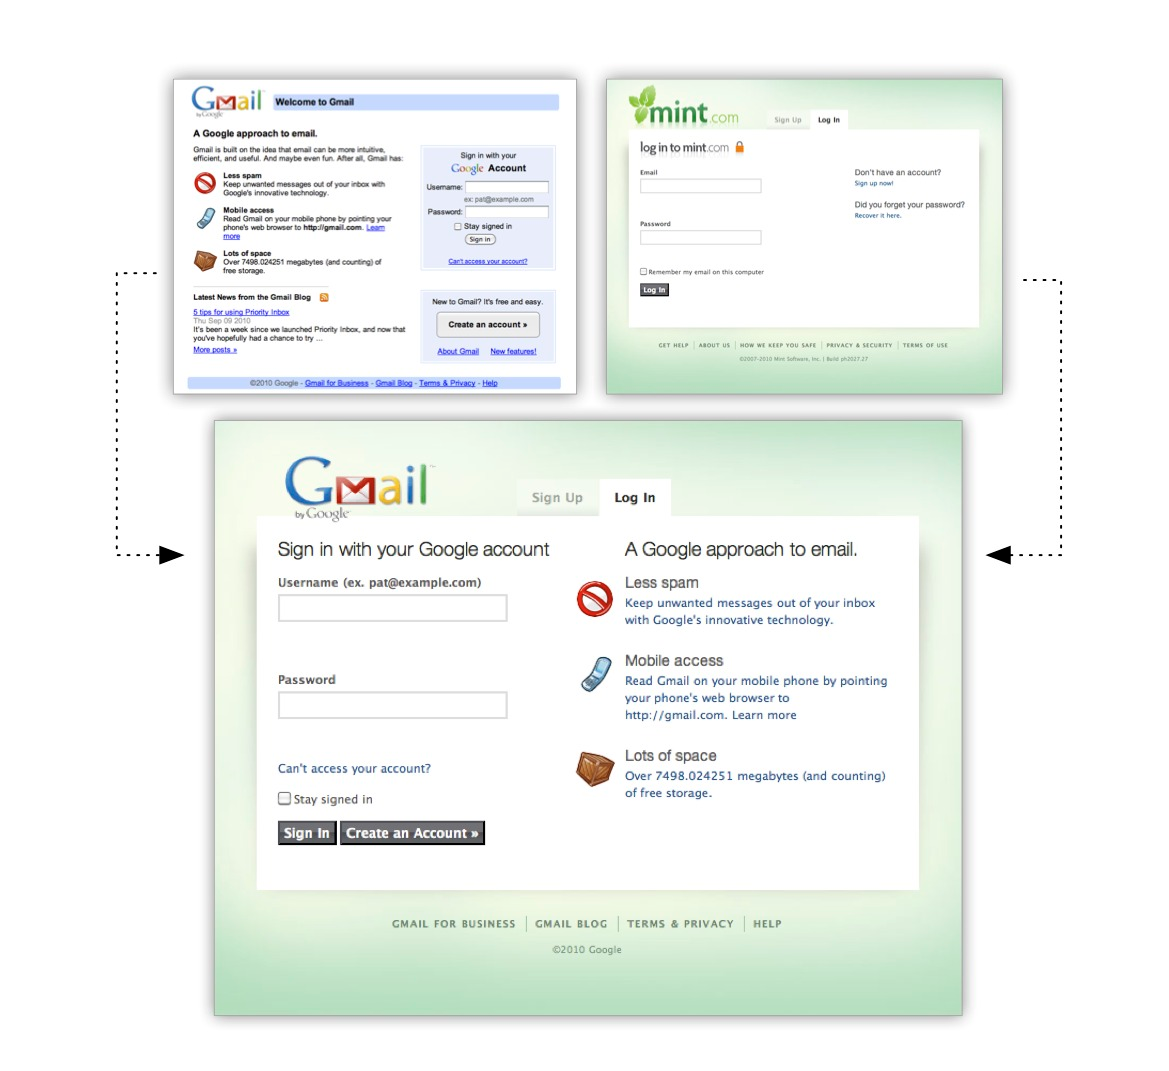 Gmail
by Google
Welcome to Gmail
A Google approach to email.
Gmail is built on the idea that email can be more intuitive,
efficient, and useful. And maybe even fun. After all, Gmail has:
Less spam
Keep unwanted messages out of your inbox with
Google's innovative technology.
Mobile access
Read Gmail on your mobile phone by pointing your
phone's web browser to http://gmail.com. Learn
more
Lots of space
Over 7498.024251 megabytes (and counting) of
free storage.
Latest News from the Gmail Blog
5 tips for using Priority Inbox
Thu Sep 09 2010
It's been a week since we launched Priority Inbox, and now that
you've hopefully had a chance to try ...
More posts »
Sign in with your
Google Account
Username:
ex: pat@example.com
Password:
Stay signed in
Sign in
Can't access your account?
New to Gmail? It's free and easy.
Create an account »
About Gmail New features!
©2010 Google - Gmail for Business - Gmail Blog - Terms & Privacy - Help
mint.com
Sign Up Log In
log in to mint.com
Email
Password
Remember my email on this computer
Log In
Don't have an account?
Sign up now!
Did you forget your password?
Recover it here.
GET HELP | ABOUT US | HOW WE KEEP YOU SAFE | PRIVACY & SECURITY | TERMS OF USE
©2007-2010 Mint Software, Inc. | Build ph2027.27
Gmail™
by Google
Sign Up Log In
Sign in with your Google account
Username (ex. pat@example.com)
Password
Can't access your account?
Stay signed in
Sign In Create an Account »
A Google approach to email.
Less spam
Keep unwanted messages out of your inbox
with Google's innovative technology.
Mobile access
Read Gmail on your mobile phone by pointing
your phone's web browser to
http://gmail.com. Learn more
Lots of space
Over 7498.024251 megabytes (and counting)
of free storage.
GMAIL FOR BUSINESS | GMAIL BLOG | TERMS & PRIVACY | HELP
©2010 Google